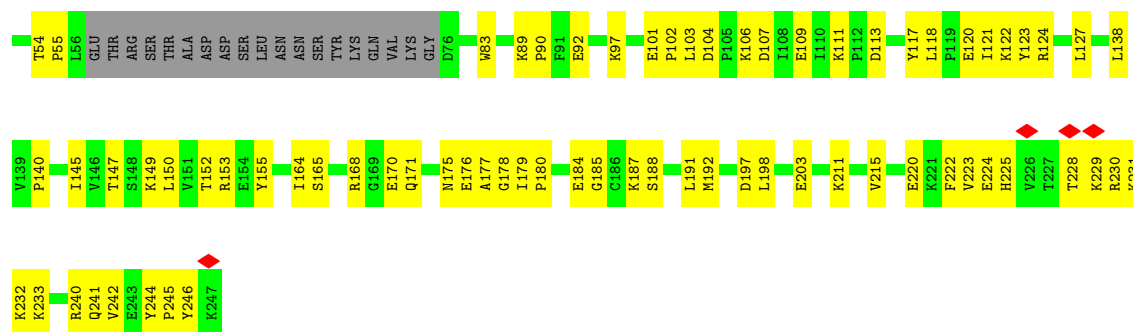 T54 P55 L56 GLU THR ARG SER THR ALA ASP ASP SER LEU ASN ASN SER TYR LYS GLN VAL LYS GLY D76 W83 K89 P90 F91 E92 K97 E101 P102 L103 D104 P105 K106 D107 I108 E109 I110 K111 P112 D113 Y117 L118 P119 E120 I121 K122 Y123 R124 L127 L138
V139 P140 I145 V146 T147 S148 K149 L150 V151 T152 R153 E154 Y155 I164 S165 R168 G169 E170 Q171 N175 E176 A177 G178 I179 P180 E184 G185 C186 K187 S188 L191 M192 D197 L198 E203 K211 V215 E220 K221 F222 V223 E224 H225 V226 T227 T228 K229 R230 K231
K232 K233 R240 Q241 V242 E243 Y244 P245 Y246 K247